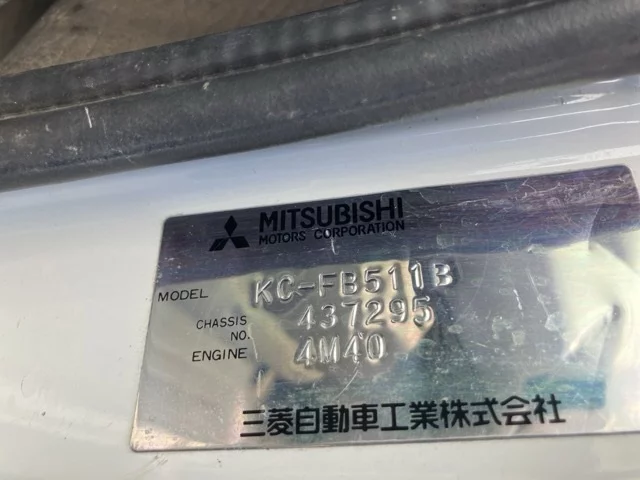 MITSUBISHI
MOTORS CORPORATION
MODEL KC-FB511B
CHASSIS NO. 437295
ENGINE 4M40
三菱自動車工業株式会社